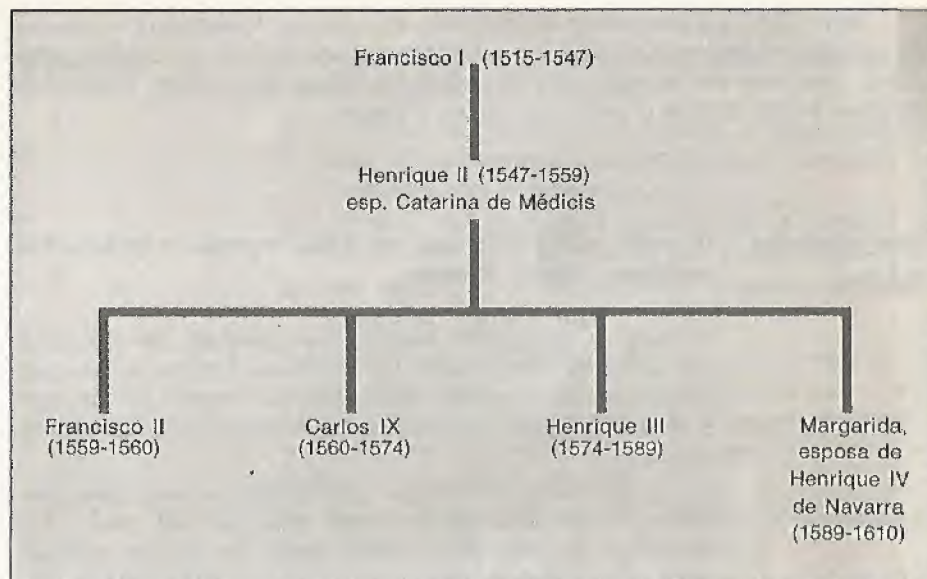 Francisco I (1515-1547)
Henrique II (1547-1559)
esp. Catarina de Médicis
Francisco II
(1559-1560)
Carlos IX
(1560-1574)
Henrique III
(1574-1589)
Margarida,
esposa de
Henrique IV
de Navarra
(1589-1610)